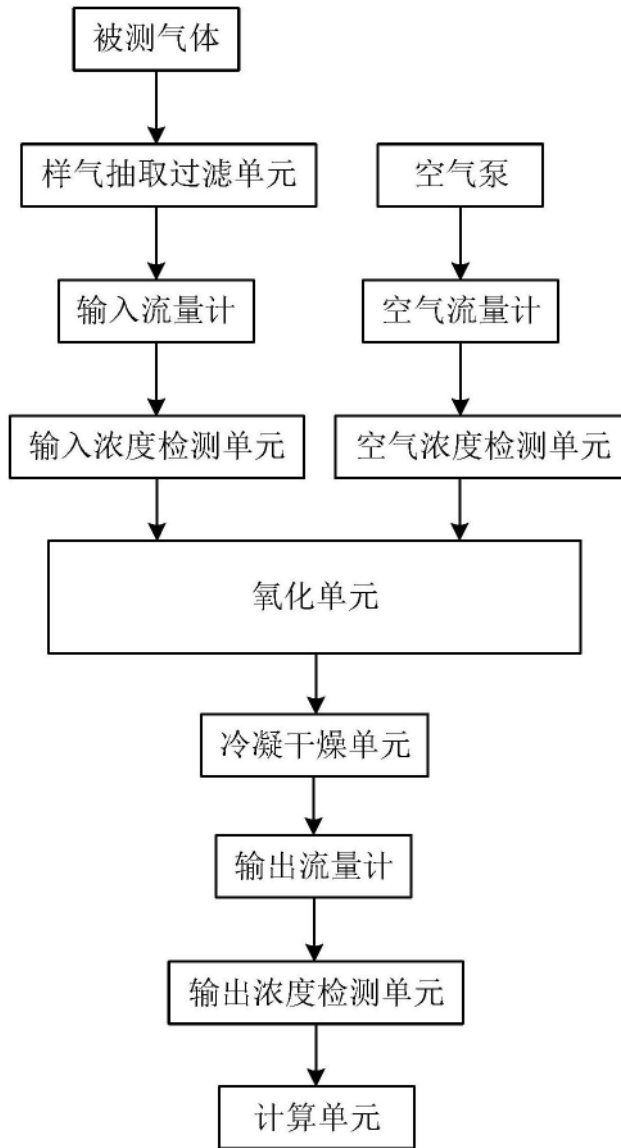 被测气体
样气抽取过滤单元
空气泵
输入流量计
空气流量计
输入浓度检测单元
空气浓度检测单元
氧化单元
冷凝干燥单元
输出流量计
输出浓度检测单元
计算单元